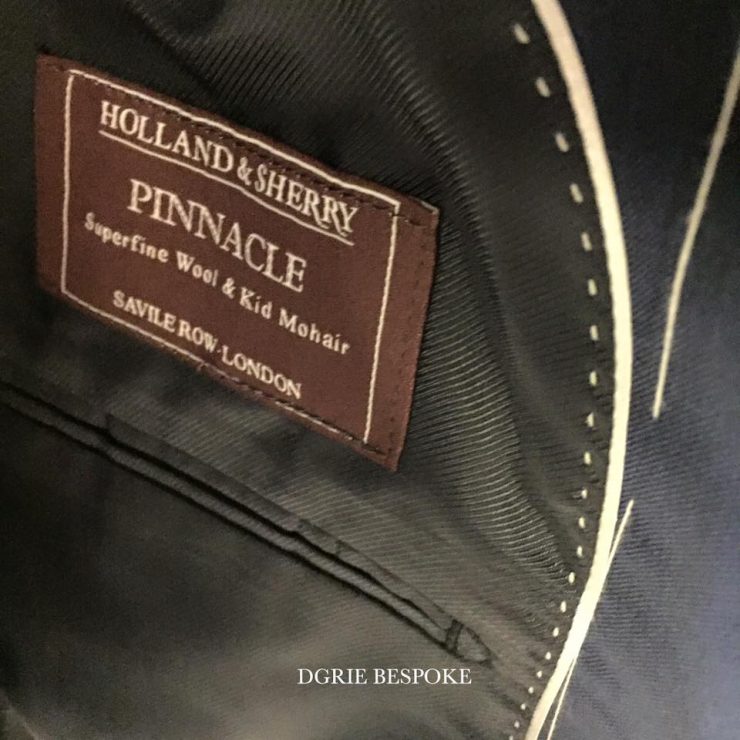 HOLLAND & SHERRY
PINNACLE
Superfine Wool & Kid Mohair
SAVILE ROW-LONDON
DGRIE BESPOKE